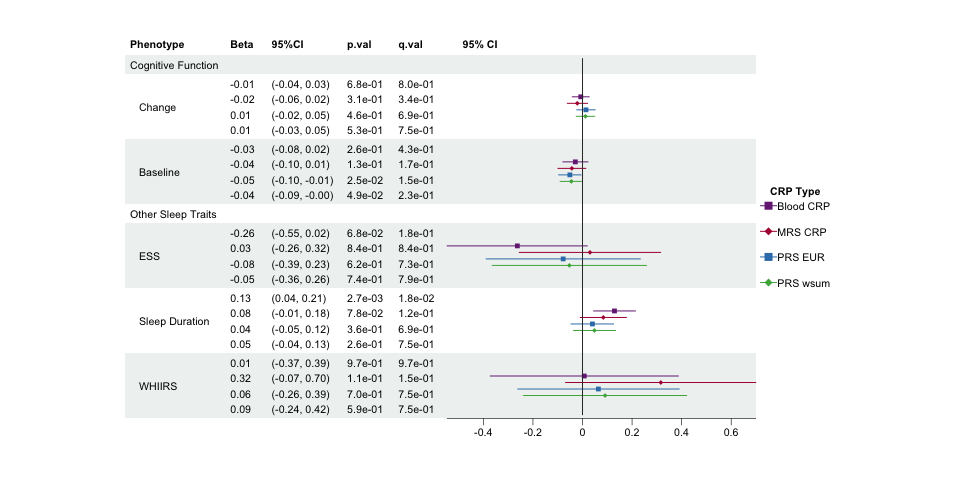 Phenotype Beta 95%CI p.val q.val 95% CI
Cognitive Function
-0.01 (-0.04, 0.03) 6.8e-01 8.0e-01
-0.02 (-0.06, 0.02) 3.1e-01 3.4e-01
Change
0.01 (-0.02, 0.05) 4.6e-01 6.9e-01
0.01 (-0.03, 0.05) 5.3e-01 7.5e-01
-0.03 (-0.08, 0.02) 2.6e-01 4.3e-01
-0.04 (-0.10, 0.01) 1.3e-01 1.7e-01
Baseline
-0.05 (-0.10, -0.01) 2.5e-02 1.5e-01
-0.04 (-0.09, -0.00) 4.9e-02 2.3e-01
Other Sleep Traits
-0.26 (-0.55, 0.02) 6.8e-02 1.8e-01
0.03 (-0.26, 0.32) 8.4e-01 8.4e-01
ESS
-0.08 (-0.39, 0.23) 6.2e-01 7.3e-01
-0.05 (-0.36, 0.26) 7.4e-01 7.9e-01
0.13 (0.04, 0.21) 2.7e-03 1.8e-02
0.08 (-0.01, 0.18) 7.8e-02 1.2e-01
Sleep Duration
0.04 (-0.05, 0.12) 3.6e-01 6.9e-01
0.05 (-0.04, 0.13) 2.6e-01 7.5e-01
0.01 (-0.37, 0.39) 9.7e-01 9.7e-01
0.32 (-0.07, 0.70) 1.1e-01 1.5e-01
WHIIRS
0.06 (-0.26, 0.39) 7.0e-01 7.5e-01
0.09 (-0.24, 0.42) 5.9e-01 7.5e-01
-0.4 -0.2 0 0.2 0.4 0.6
CRP Type
Blood CRP
MRS CRP
PRS EUR
PRS wsum